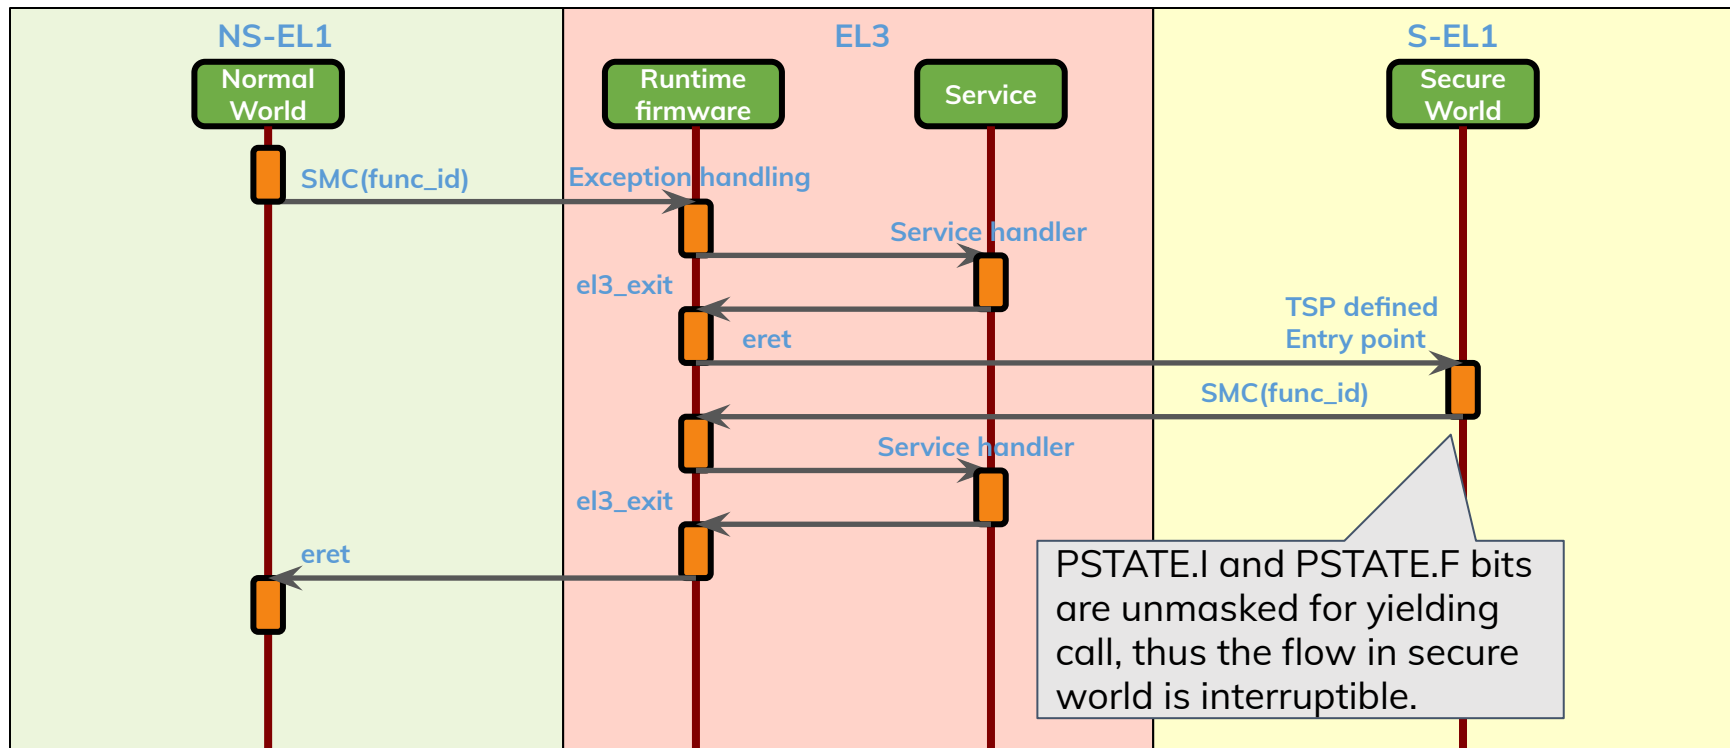 NS-EL1
EL3
S-EL1
Normal
World
Runtime
firmware
Service
Secure
World
SMC(func_id)
Exception handling
Service handler
el3_exit
TSP defined
Entry point
eret
SMC(func_id)
Service handler
el3_exit
eret
PSTATE.I and PSTATE.F bits
are unmasked for yielding
call, thus the flow in secure
world is interruptible.